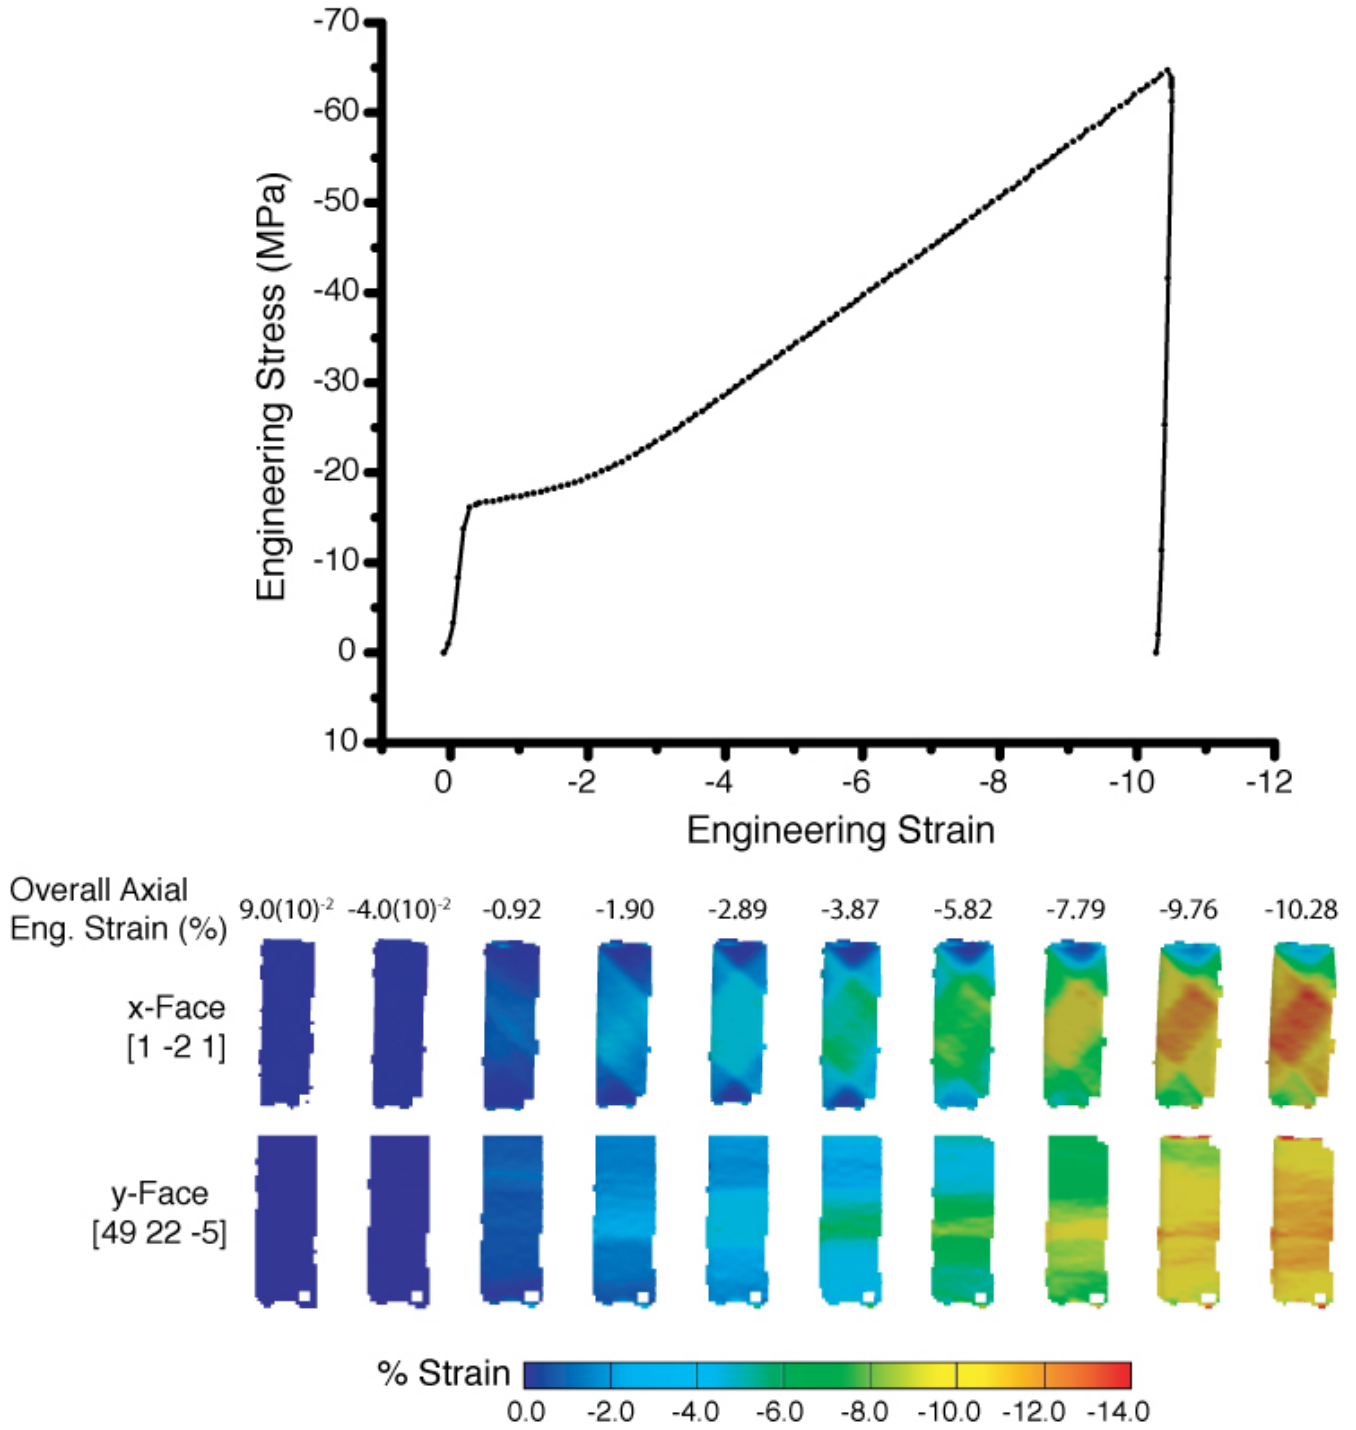 -70
-60
-50
-40
-30
-20
-10
0
10
Engineering Stress (MPa)
0 -2 -4 -6 -8 -10 -12
Engineering Strain
Overall Axial
Eng. Strain (%)
9.0(10)-2 -4.0(10)-2 -0.92 -1.90 -2.89 -3.87 -5.82 -7.79 -9.76 -10.28
x-Face
[1 -2 1]
y-Face
[49 22 -5]
% Strain
0.0 -2.0 -4.0 -6.0 -8.0 -10.0 -12.0 -14.0